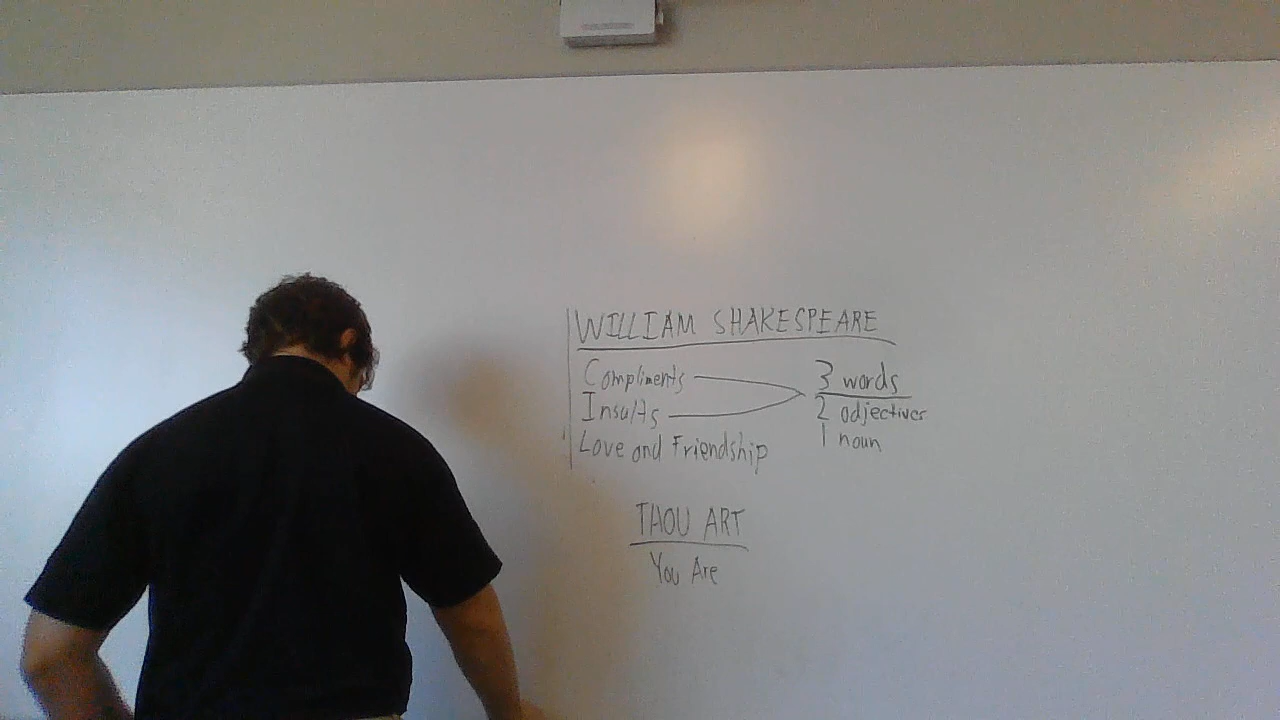 WILLIAM SHAKESPEARE
Compliments
Insults
Love and Friendship
3 words
2 adjectives
1 noun
THOU ART
You Are